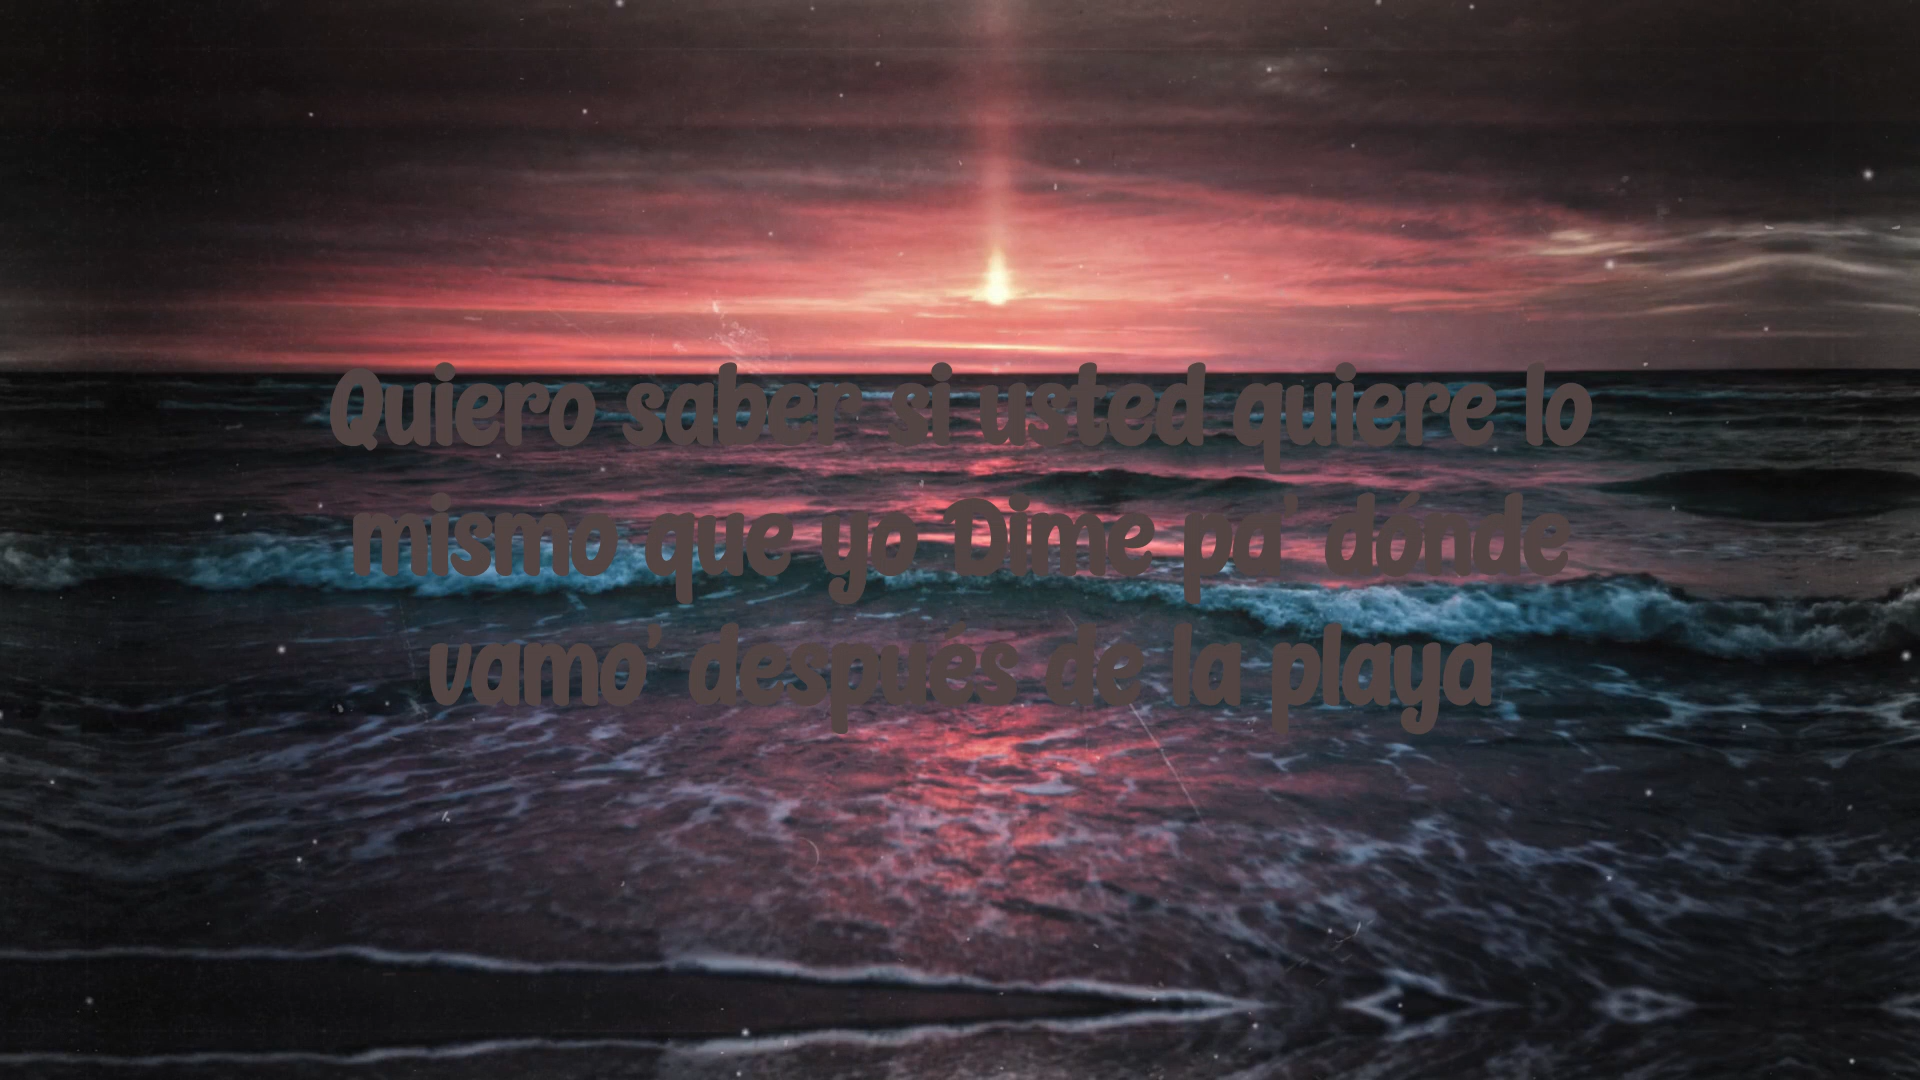 Quiero saber si usted quiere lo
mismo que yo Dime pa' dónde
vamo' después de la playa